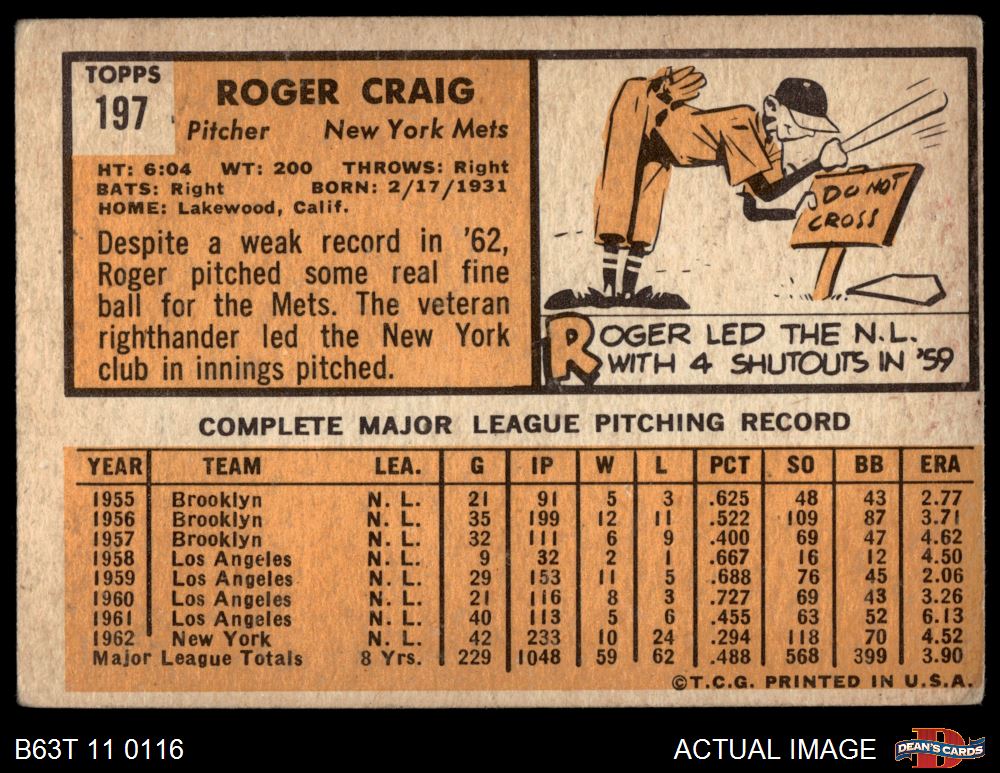 TOPPS
197
ROGER CRAIG
Pitcher New York Mets
HT: 6:04 WT: 200 THROWS: Right
BATS: Right BORN: 2/17/1931
HOME: Lakewood, Calif.
Despite a weak record in '62,
Roger pitched some real fine
ball for the Mets. The veteran
righthander led the New York
club in innings pitched.
DO NOT
CROSS
ROGER LED THE N.L.
WITH 4 SHUTOUTS IN '59
COMPLETE MAJOR LEAGUE PITCHING RECORD
YEAR TEAM LEA. G IP W L PCT SO BB ERA
1955 Brooklyn N. L. 21 91 5 3 .625 48 43 2.77
1956 Brooklyn N. L. 35 199 12 11 .522 109 87 3.71
1957 Brooklyn N. L. 32 111 6 9 .400 69 47 4.62
1958 Los Angeles N. L. 9 32 2 1 .667 16 12 4.50
1959 Los Angeles N. L. 29 153 11 5 .688 76 45 2.06
1960 Los Angeles N. L. 21 116 8 3 .727 69 43 3.26
1961 Los Angeles N. L. 40 113 5 6 .455 63 52 6.13
1962 New York N. L. 42 233 10 24 .294 118 70 4.52
Major League Totals 8 Yrs. 229 1048 59 62 .488 568 399 3.90
©T.C.G. PRINTED IN U.S.A.
B63T 11 0116
ACTUAL IMAGE
D
DEAN'S CARDS